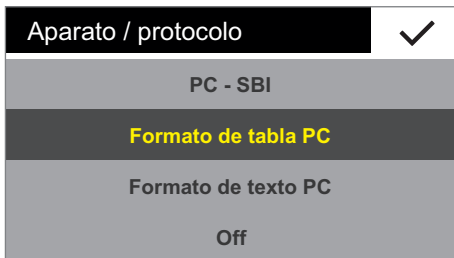 Aparato / protocolo
PC - SBI
Formato de tabla PC
Formato de texto PC
Off